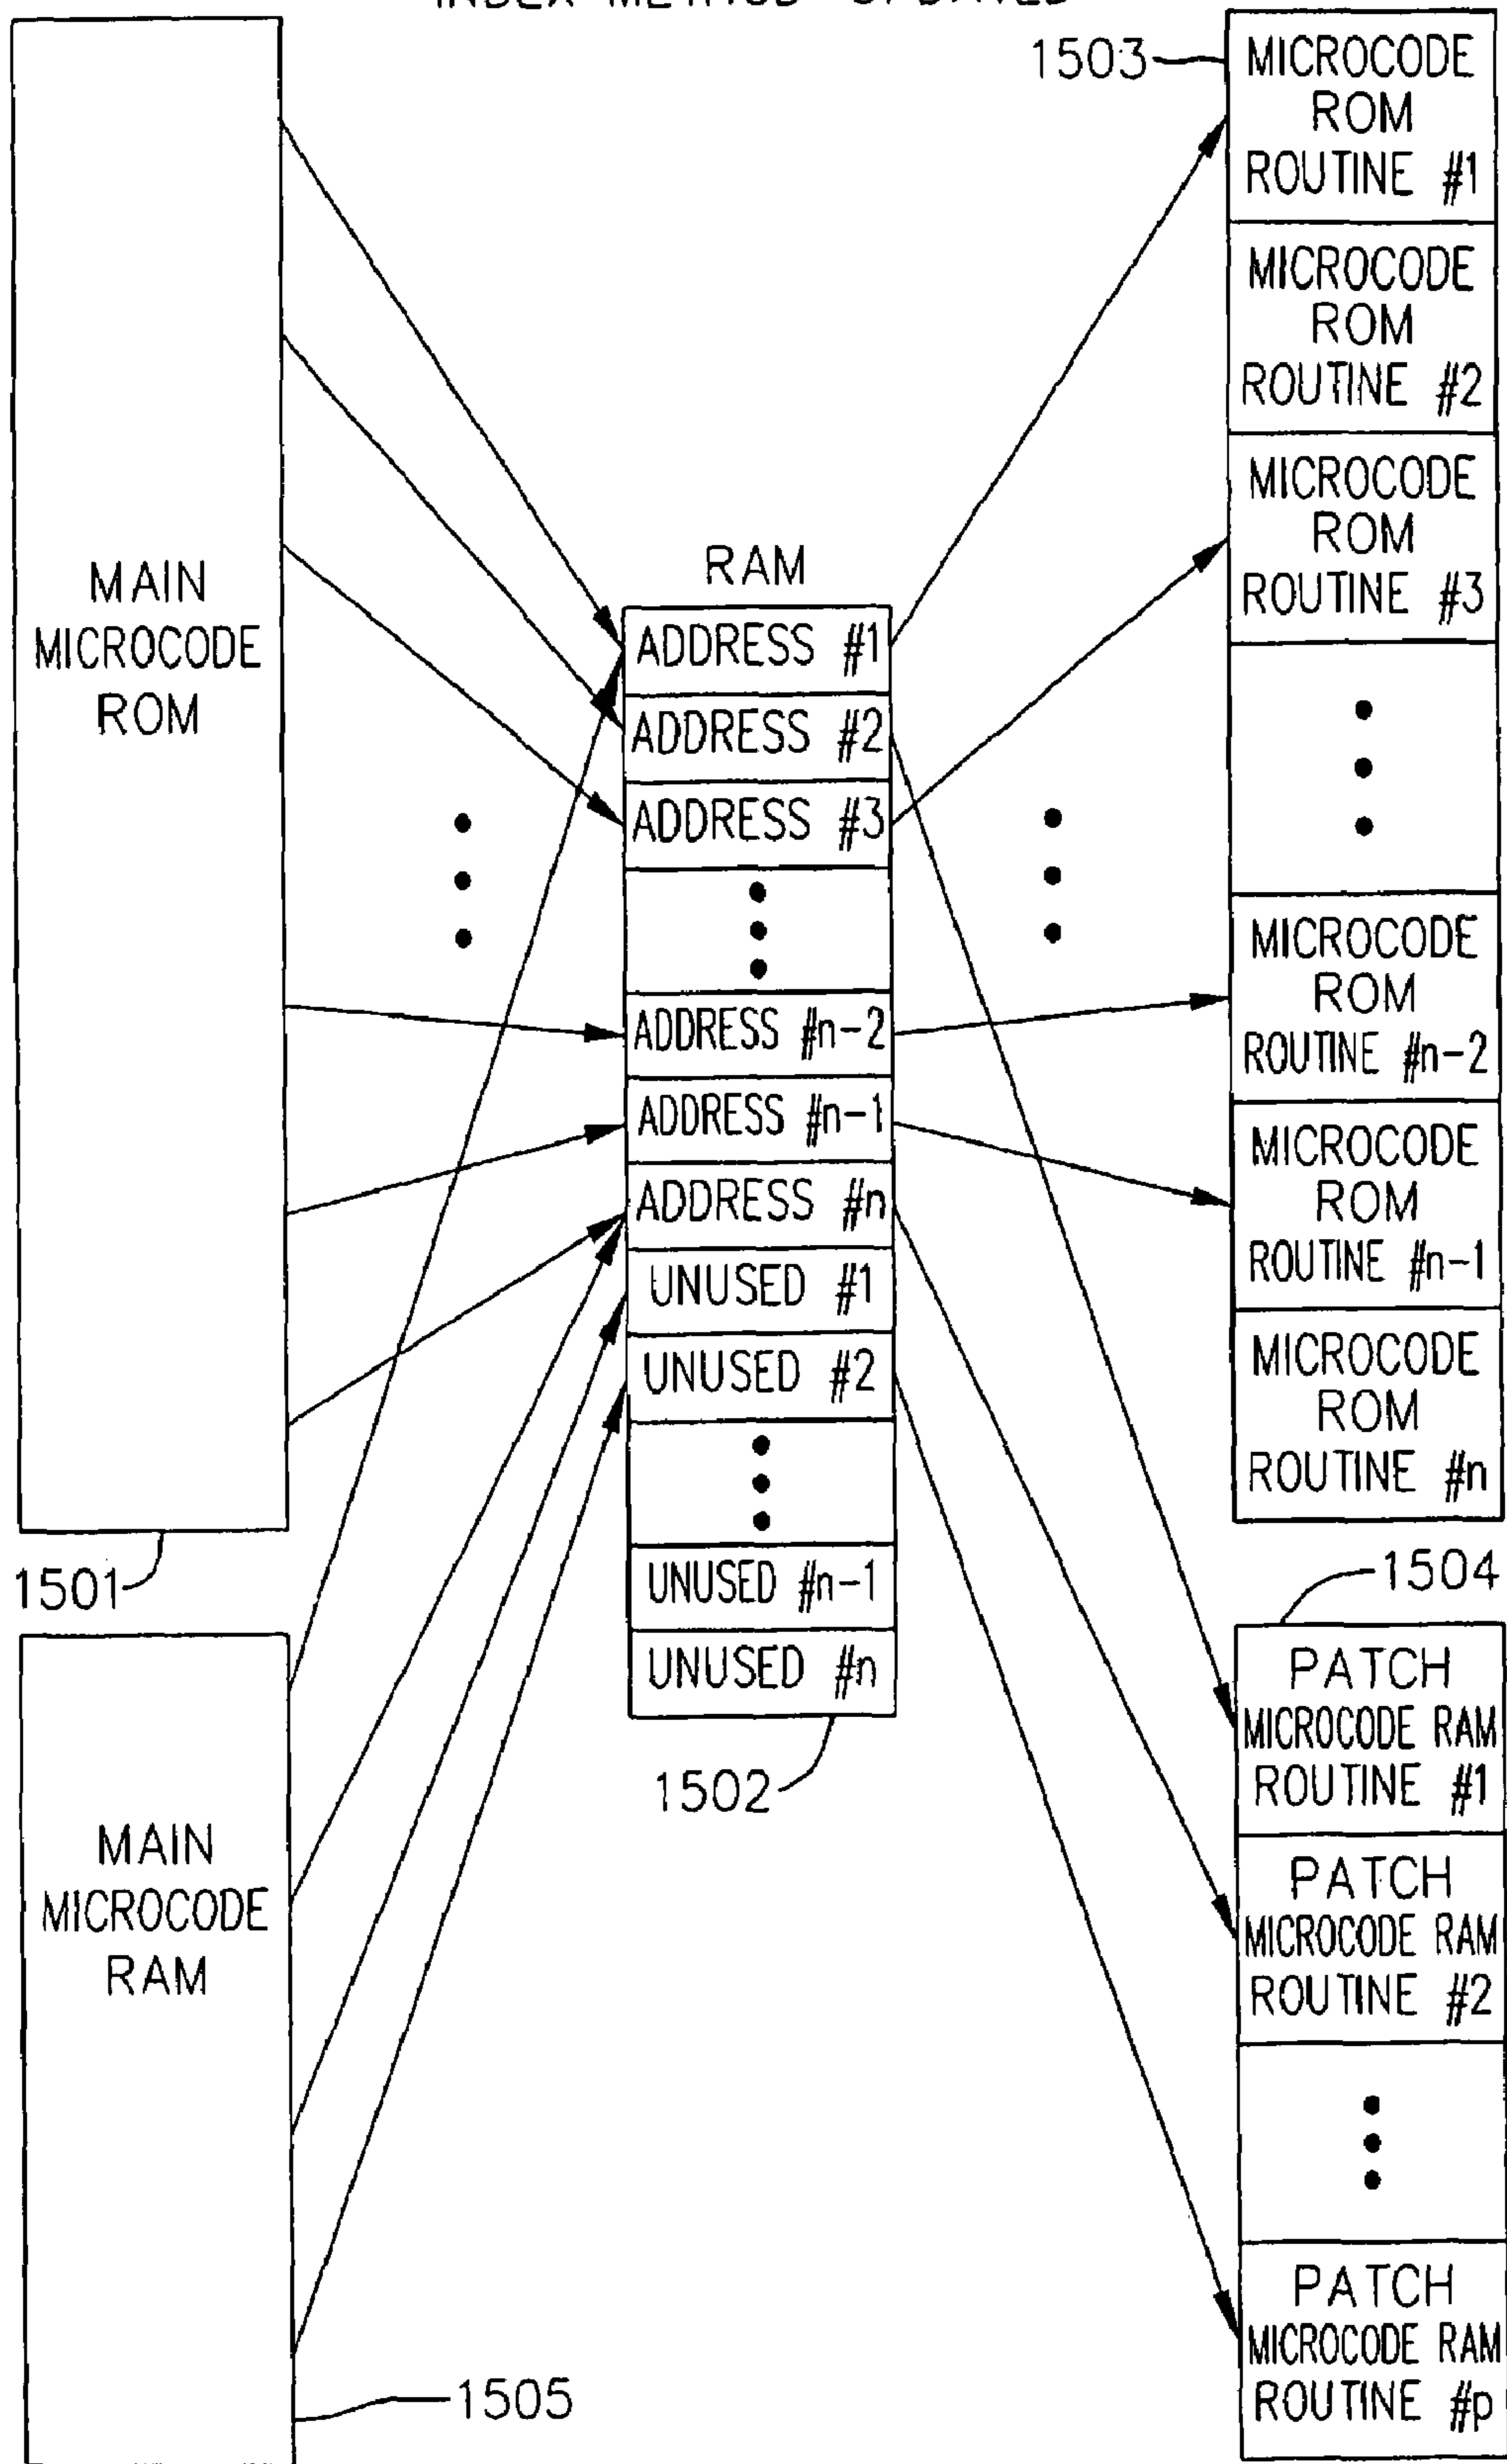 INDEX METHOD UPDATED
1503
MICROCODE
ROM
ROUTINE #1
MICROCODE
ROM
ROUTINE #2
MICROCODE
ROM
ROUTINE #3
MICROCODE
ROM
ROUTINE #n-2
MICROCODE
ROM
ROUTINE #n-1
MICROCODE
ROM
ROUTINE #n
MAIN
MICROCODE
ROM
1501
RAM
ADDRESS #1
ADDRESS #2
ADDRESS #3
ADDRESS #n-2
ADDRESS #n-1
ADDRESS #n
UNUSED #1
UNUSED #2
UNUSED #n-1
UNUSED #n
1502
1504
PATCH
MICROCODE RAM
ROUTINE #1
PATCH
MICROCODE RAM
ROUTINE #2
PATCH
MICROCODE RAM
ROUTINE #p
MAIN
MICROCODE
RAM
1505